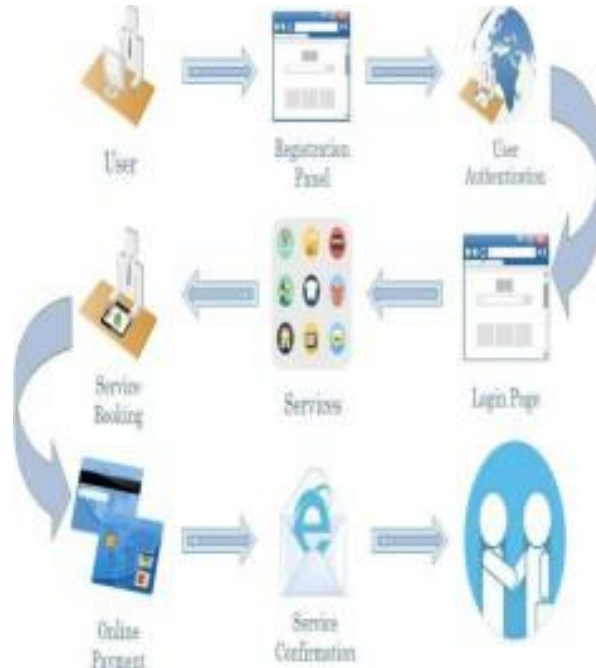 User
Registration
Panel
User
Authentication
Service
Booking
Services
Login Page
Online
Payment
Service
Confirmation